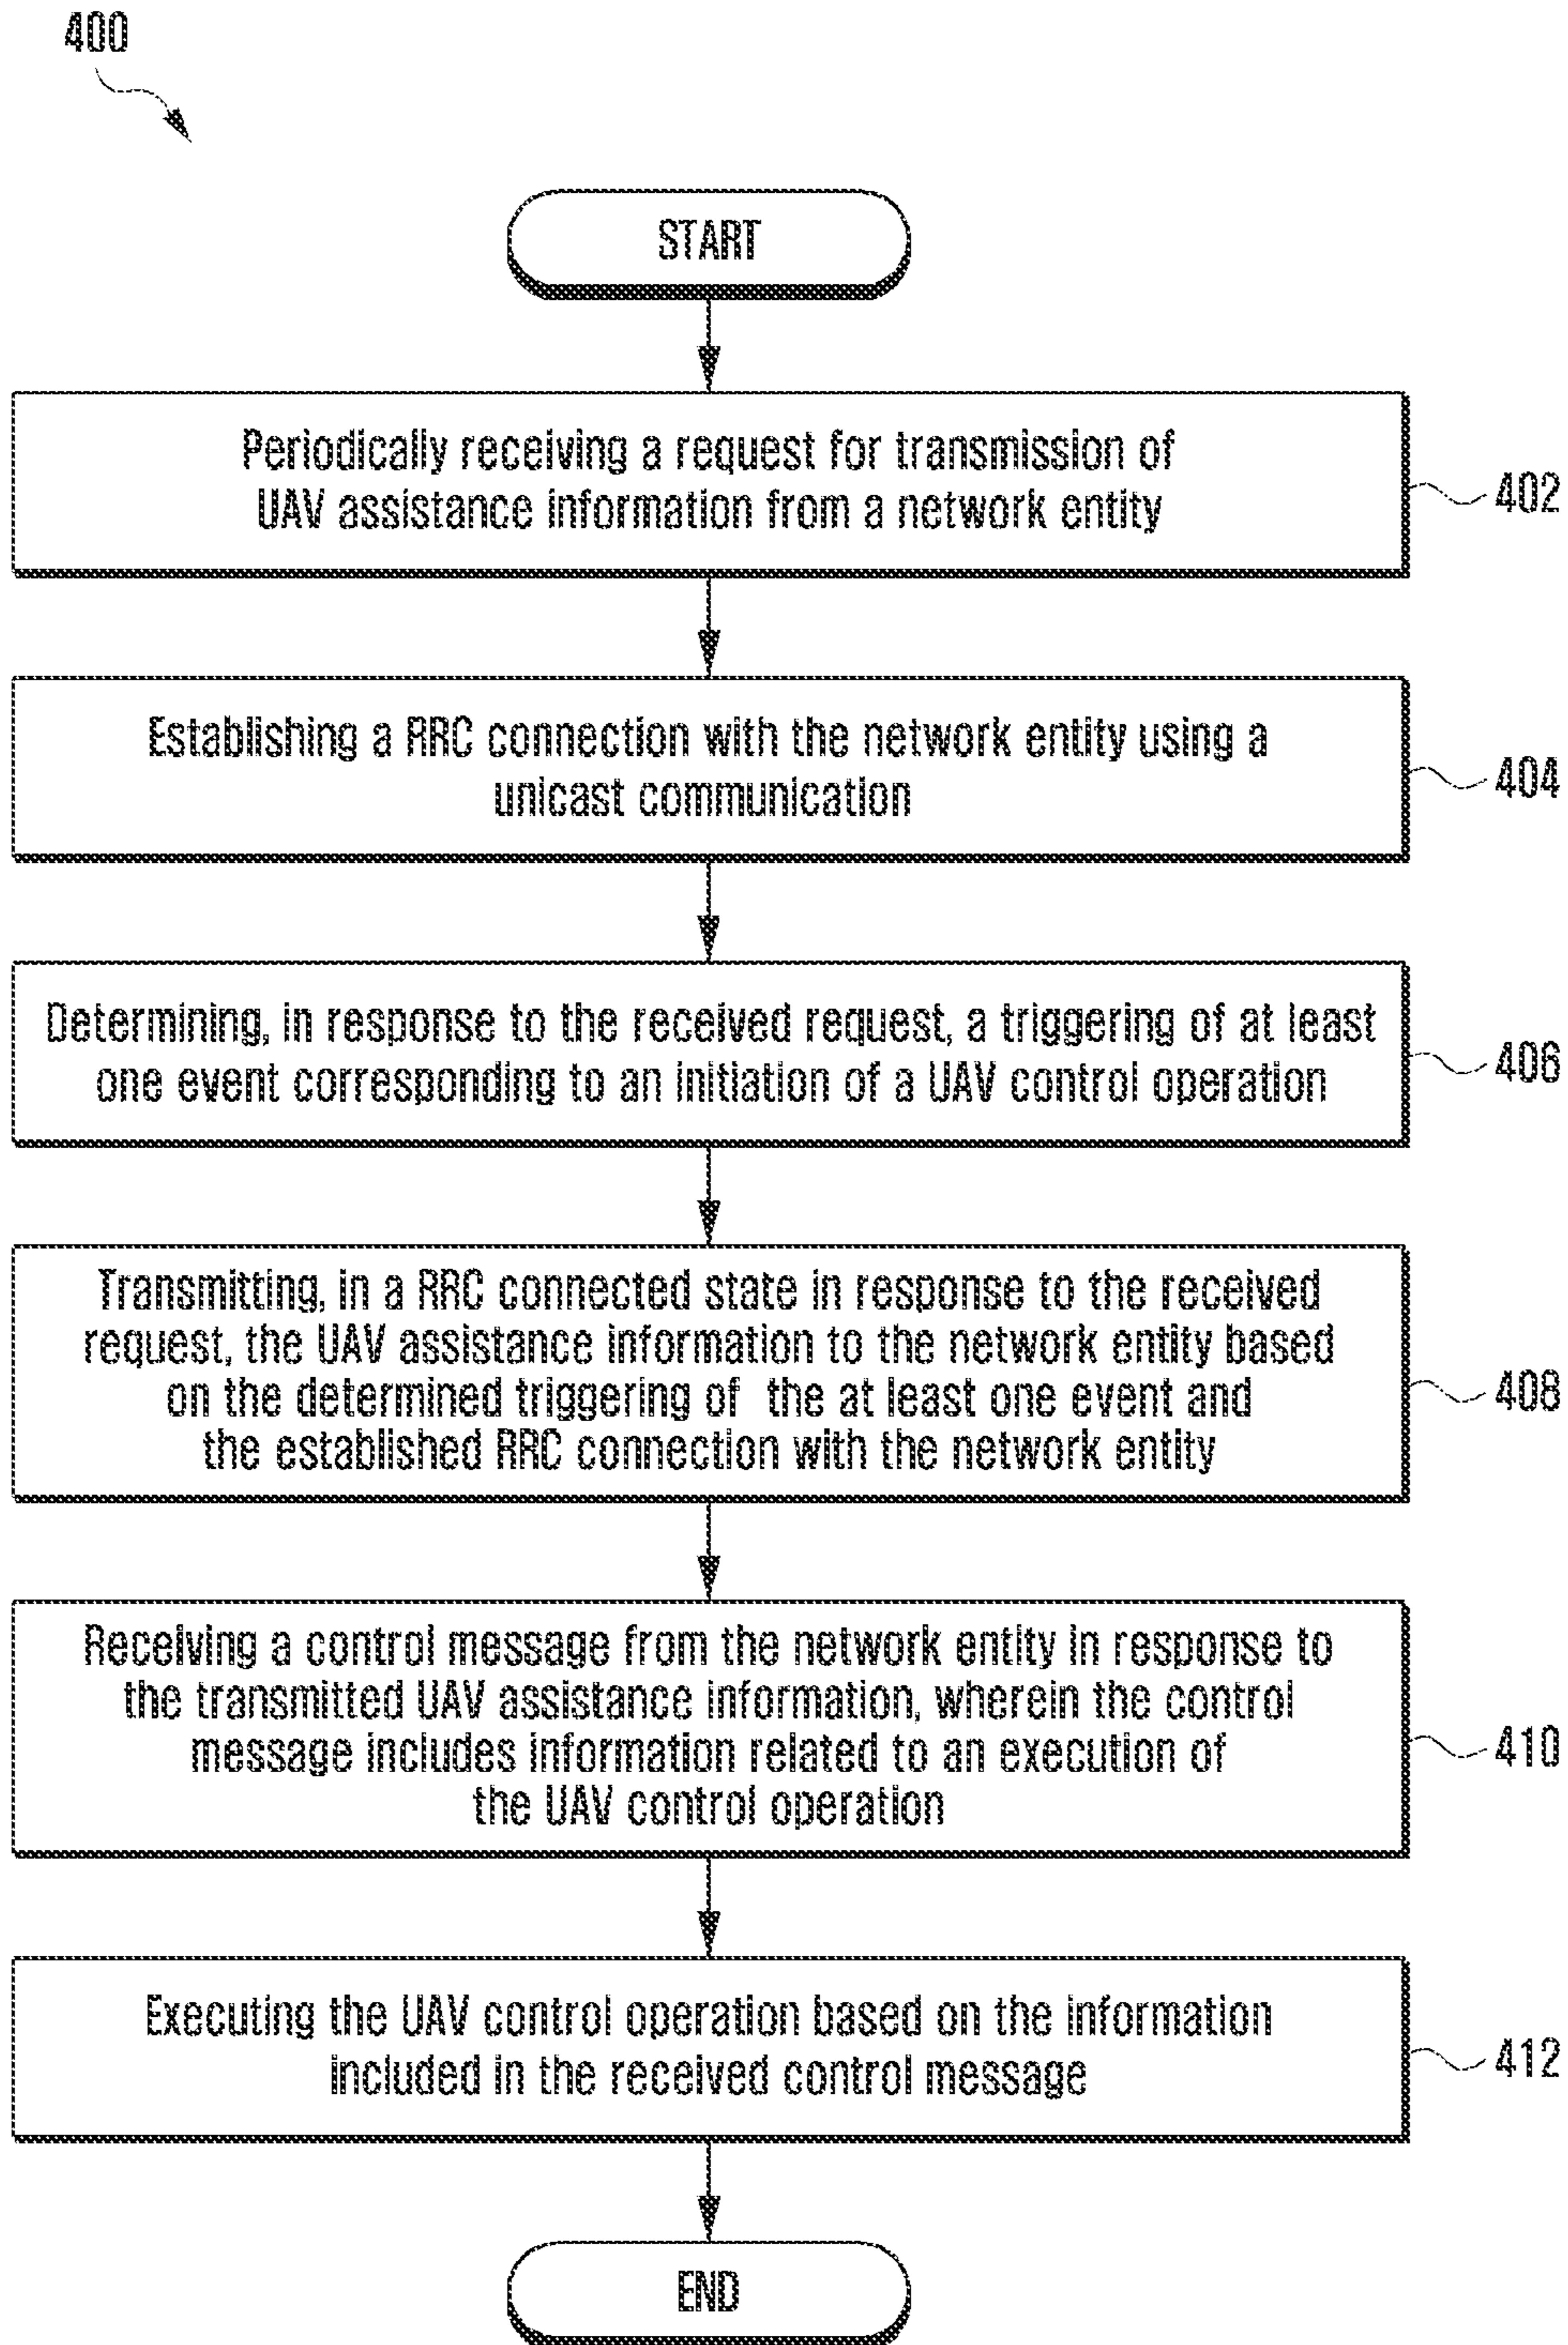 400
START
Periodically receiving a request for transmission of
UAV assistance information from a network entity
402
Establishing a RRC connection with the network entity using a
unicast communication
404
Determining, in response to the received request, a triggering of at least
one event corresponding to an initiation of a UAV control operation
406
Transmitting, in a RRC connected state in response to the received
request, the UAV assistance information to the network entity based
on the determined triggering of the at least one event and
the established RRC connection with the network entity
408
Receiving a control message from the network entity in response to
the transmitted UAV assistance information, wherein the control
message includes information related to an execution of
the UAV control operation
410
Executing the UAV control operation based on the information
included in the received control message
412
END